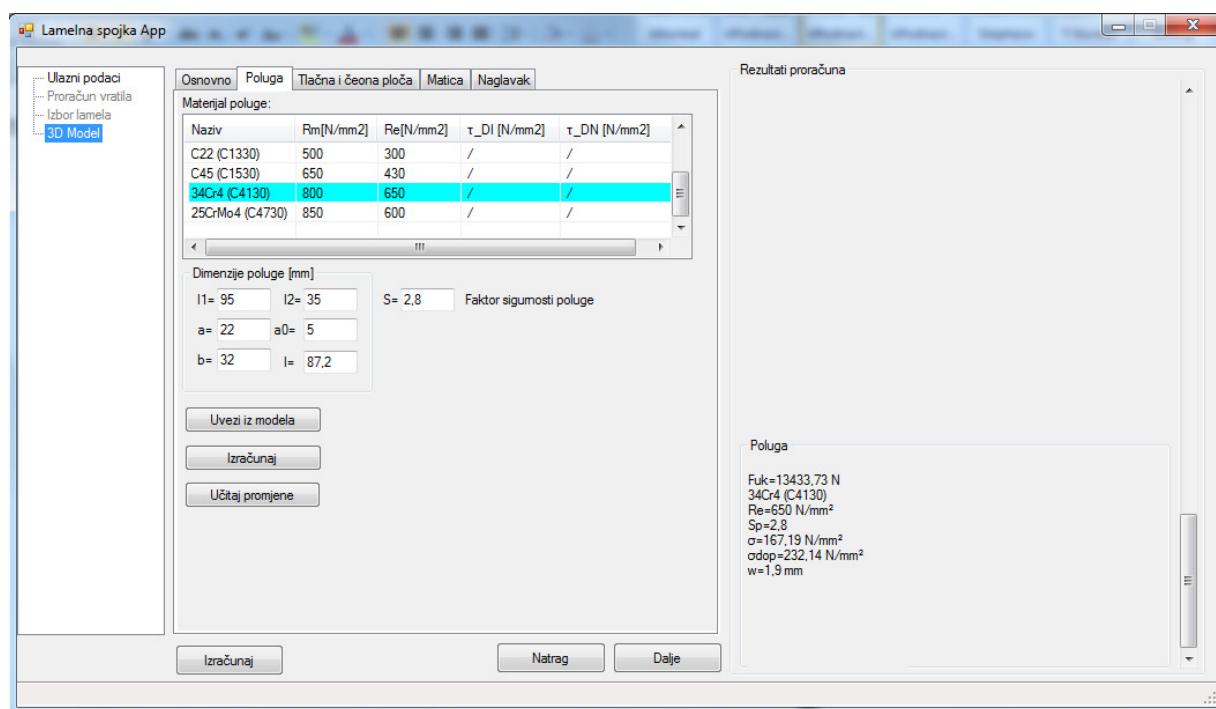 Lamelna spojka App
Ulazni podaci
Proračun vratila
Izbor lamela
3D Model
Osnovno Poluga Tlačna i čeona ploča Matica Naglavak
Materijal poluge:
Naziv Rm[N/mm2] Re[N/mm2] τ_DI [N/mm2] τ_DN [N/mm2]
C22 (C1330) 500 300 / /
C45 (C1530) 650 430 / /
34Cr4 (C4130) 800 650 / /
25CrMo4 (C4730) 850 600 / /
Dimenzije poluge [mm]
l1= 95 l2= 35 S= 2,8 Faktor sigurnosti poluge
a= 22 a0= 5
b= 32 l= 87,2
Uvezi iz modela
Izračunaj
Učitaj promjene
Izračunaj Natrag Dalje
Rezultati proračuna
Poluga
Fuk=13433,73 N
34Cr4 (C4130)
Re=650 N/mm²
Sp=2,8
σ=167,19 N/mm²
σdop=232,14 N/mm²
w=1,9 mm